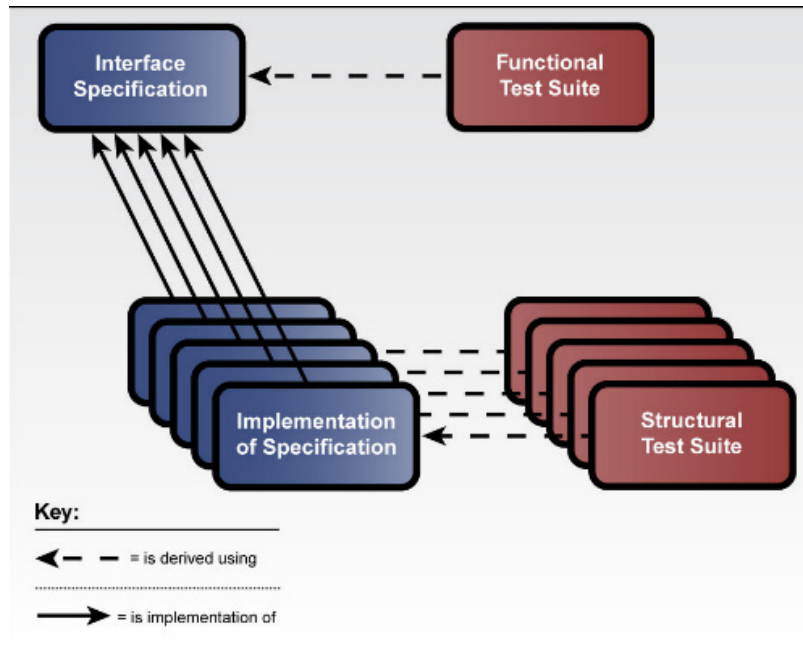 Interface
Specification
Functional
Test Suite
Implementation
of Specification
Structural
Test Suite
Key:
= is derived using
= is implementation of